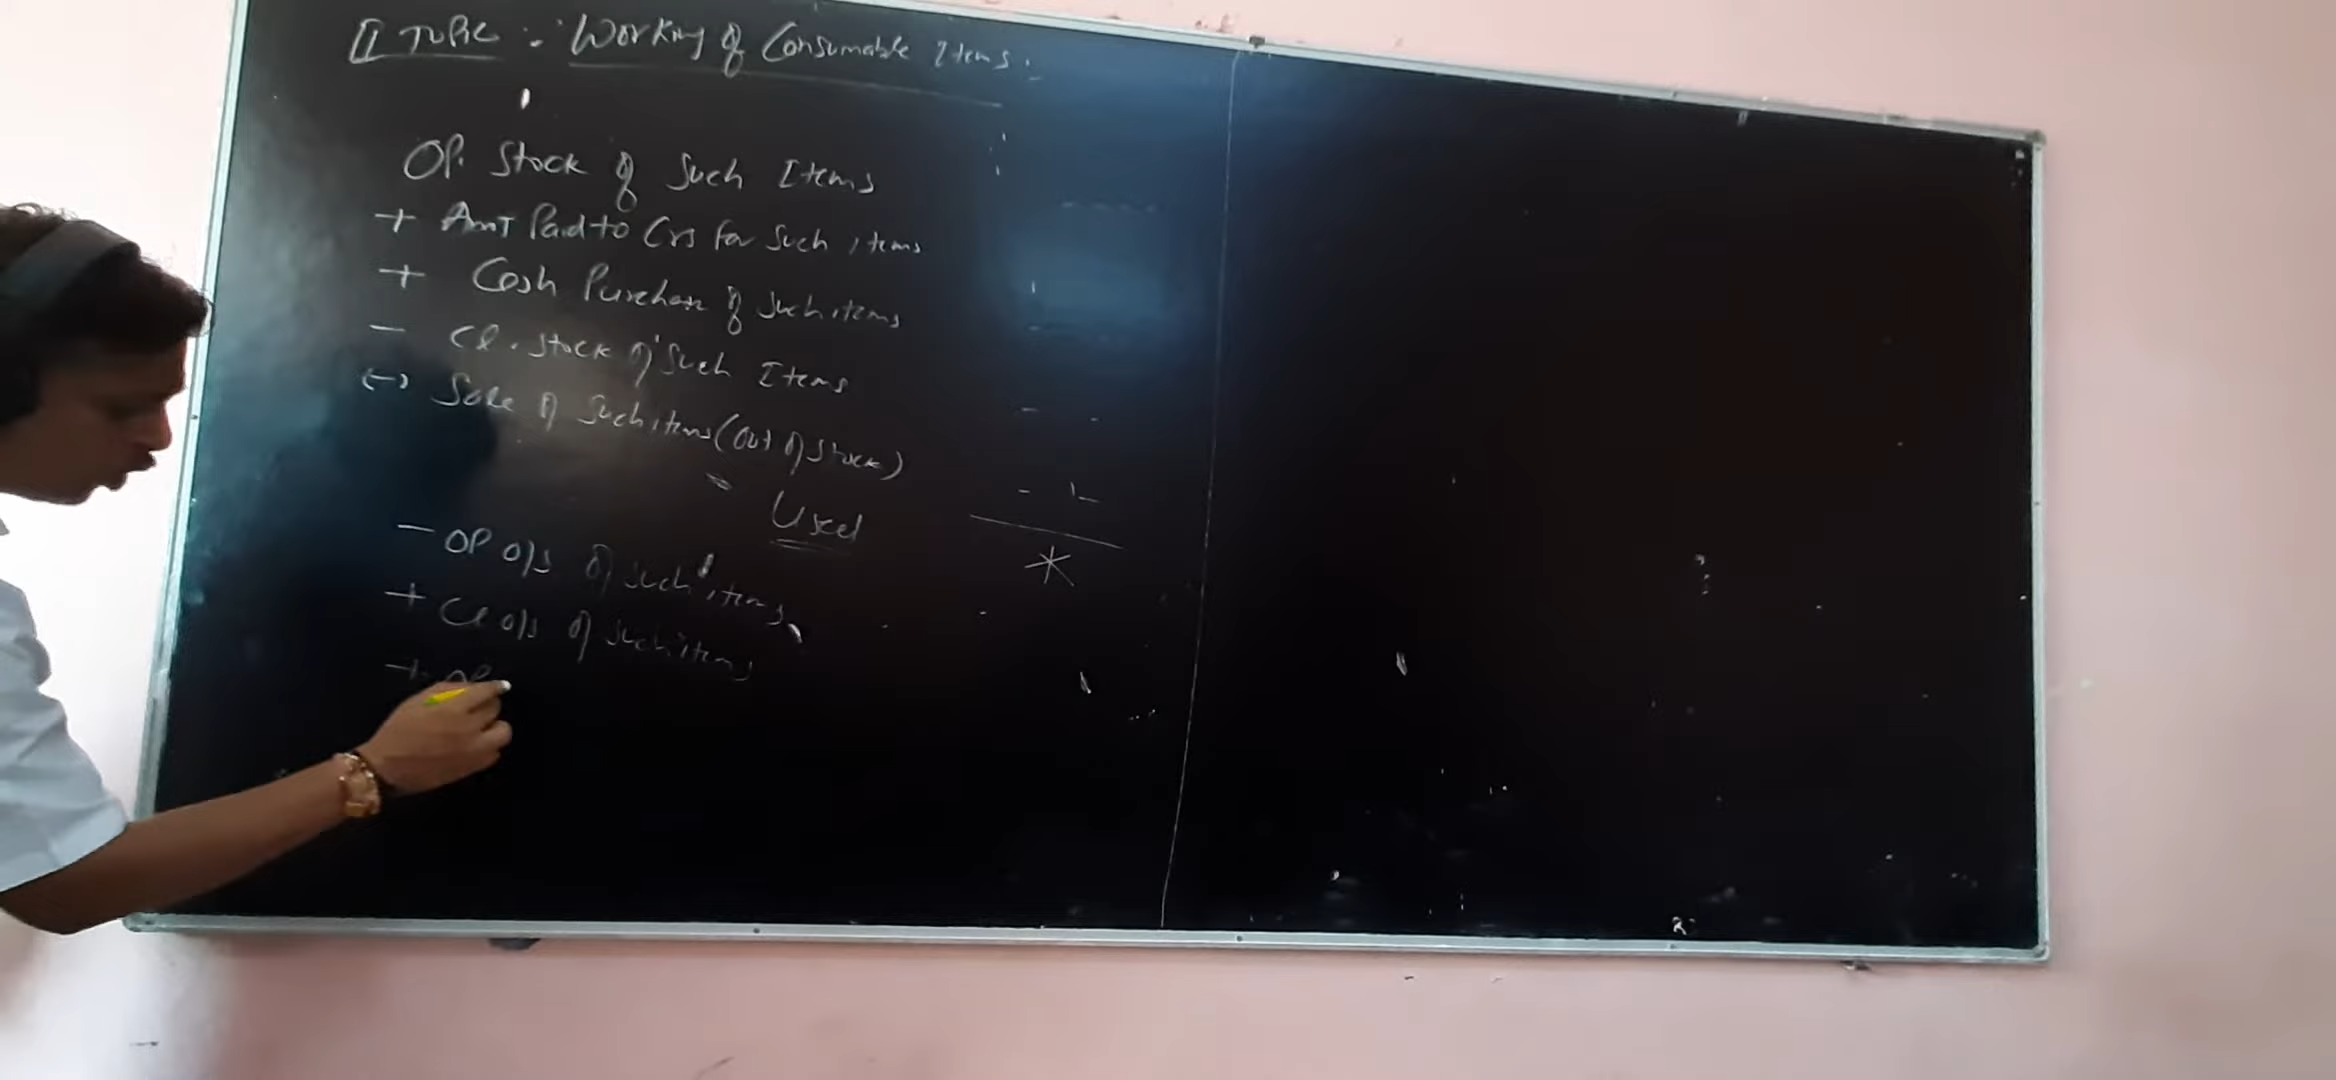 II TOPIC :- Working of Consumable Items.
OP. Stock of Such Items
+ Amt Paid to Crs for Such items
+ Cash Purchase of Such items
- Cl. Stock of Such Items
(-) Sale of Such items (Out of Stock)
Used
- OP O/s of Such items
+ Cl O/s of Such items
+ OP